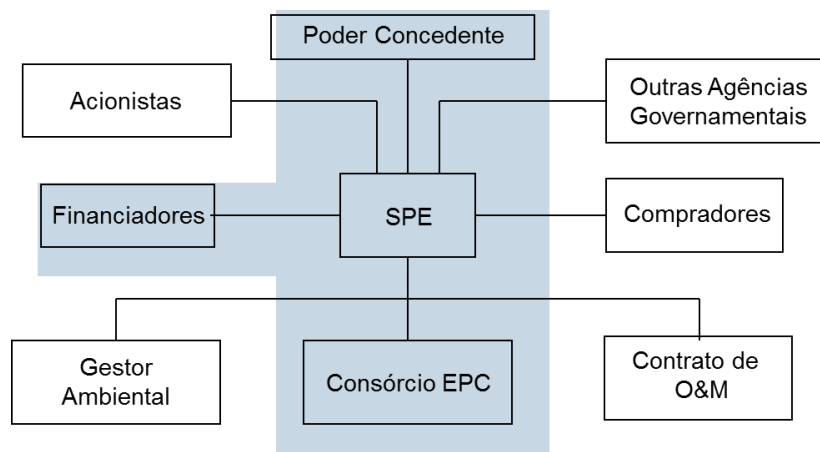 Poder Concedente
Acionistas
Outras Agências
Governamentais
Financiadores
SPE
Compradores
Gestor
Ambiental
Consórcio EPC
Contrato de
O&M